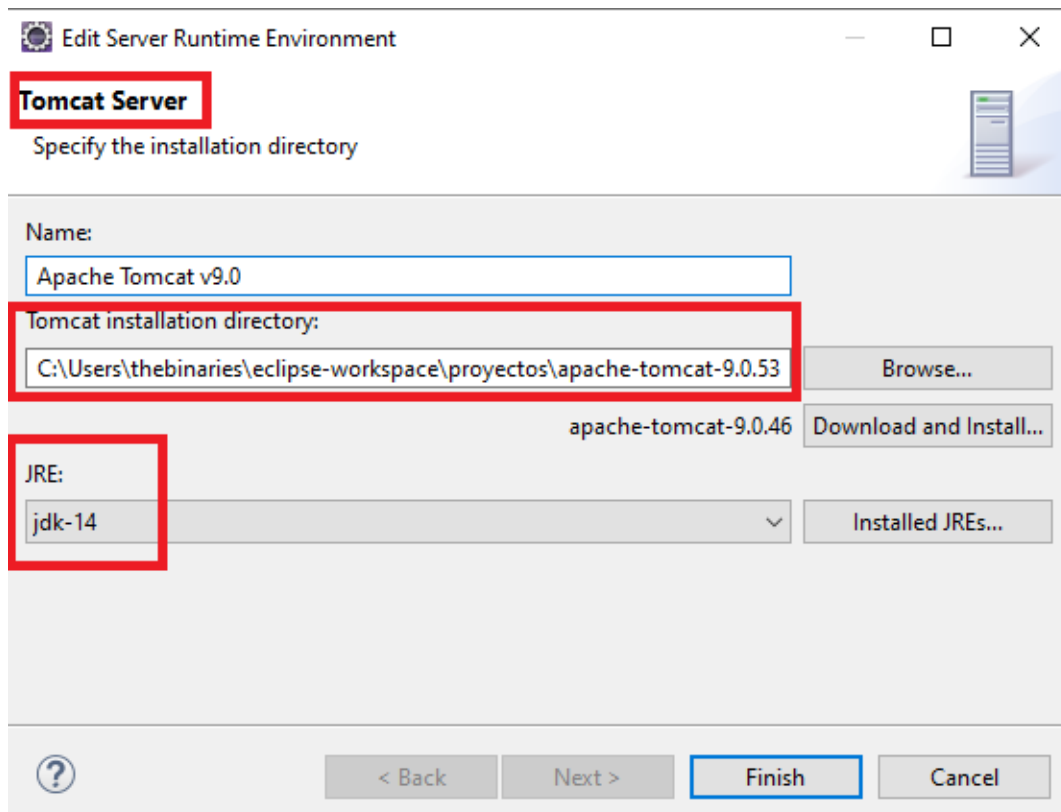 Edit Server Runtime Environment
Tomcat Server
Specify the installation directory
Name:
Apache Tomcat v9.0
Tomcat installation directory:
C:\Users\thebinaries\eclipse-workspace\proyectos\apache-tomcat-9.0.53 Browse...
apache-tomcat-9.0.46 Download and Install...
JRE:
jdk-14 Installed JREs...
? < Back Next > Finish Cancel